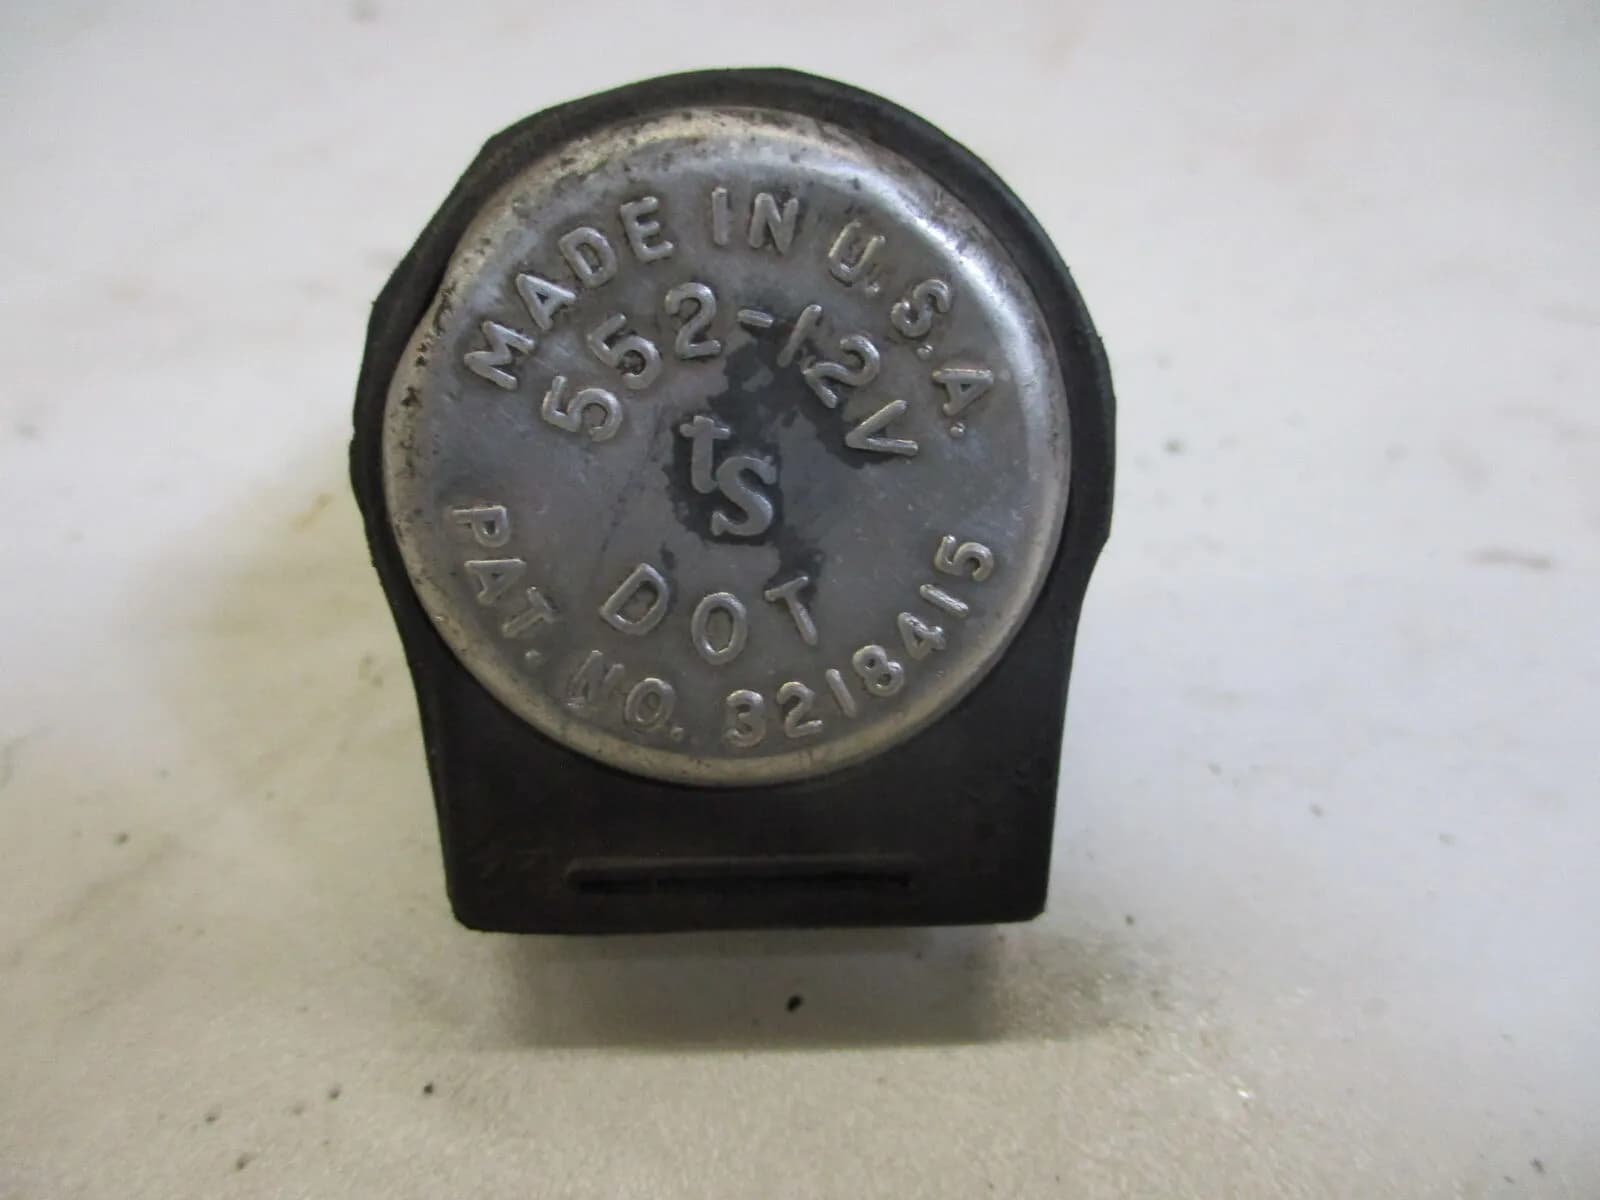 MADE IN U.S.A.
552-12V
tS
DOT
PAT. NO. 3218415